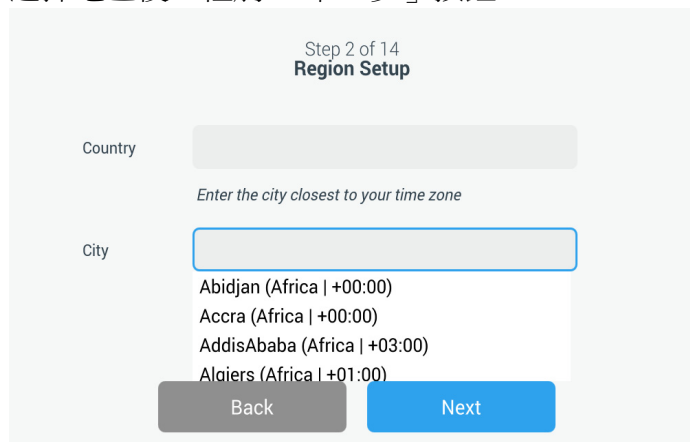 Step 2 of 14
Region Setup
Country
Enter the city closest to your time zone
City
Abidjan (Africa | +00:00)
Accra (Africa | +00:00)
AddisAbaba (Africa | +03:00)
Algiers (Africa | +01:00)
Back
Next